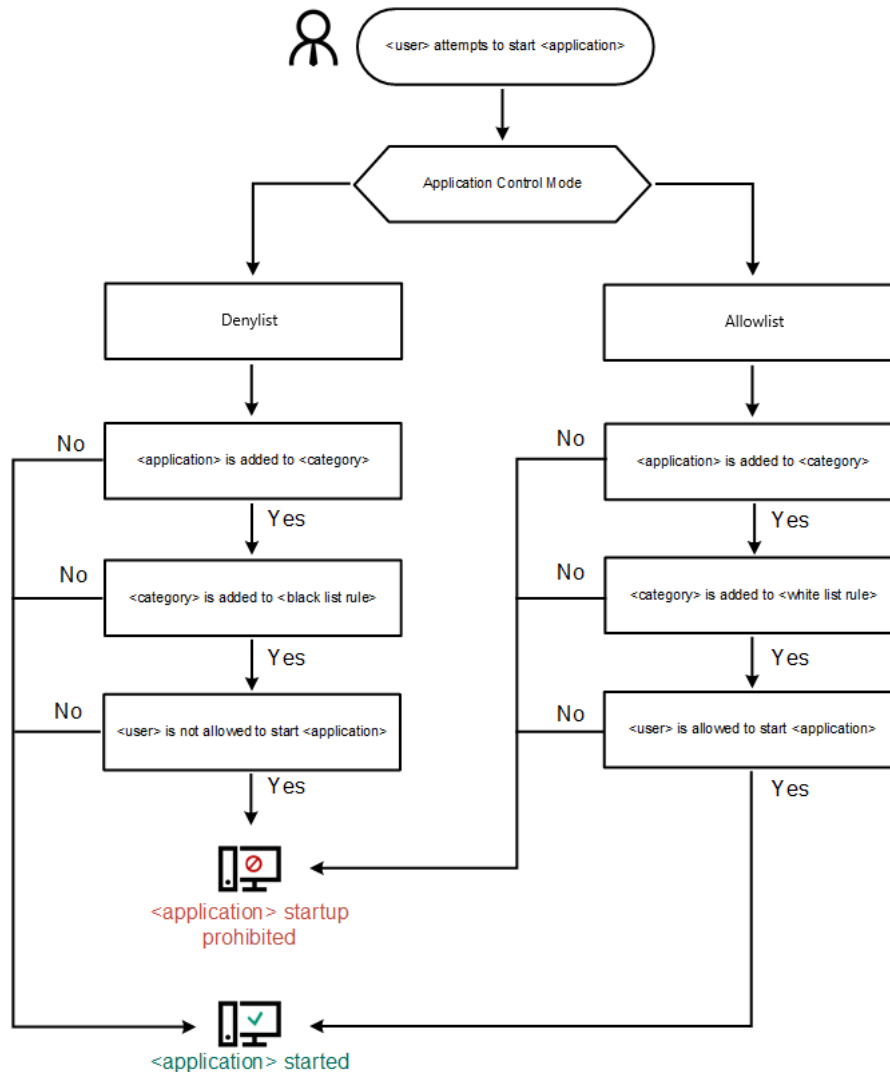 <user> attempts to start <application>
Application Control Mode
Denylist
Allowlist
No
<application> is added to <category>
No
<application> is added to <category>
Yes
Yes
No
<category> is added to <black list rule>
No
<category> is added to <white list rule>
Yes
Yes
No
<user> is not allowed to start <application>
No
<user> is allowed to start <application>
Yes
Yes
<application> startup
prohibited
<application> started